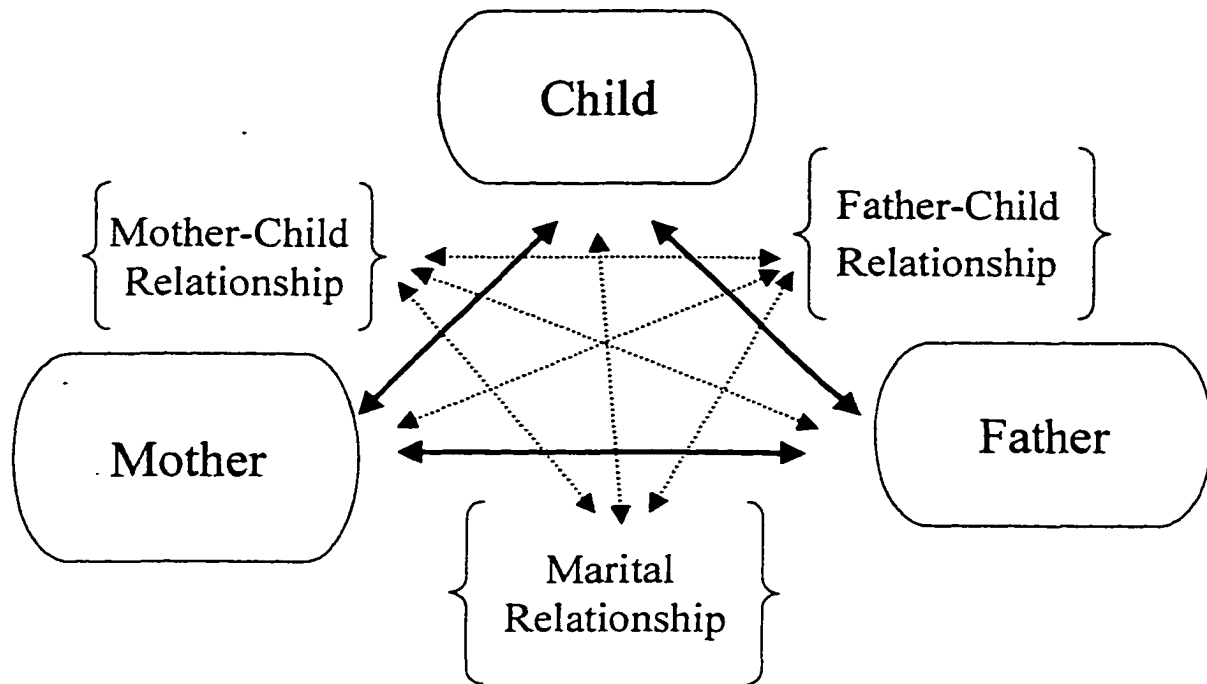 Child
Mother-Child
Relationship
Father-Child
Relationship
Mother
Father
Marital
Relationship